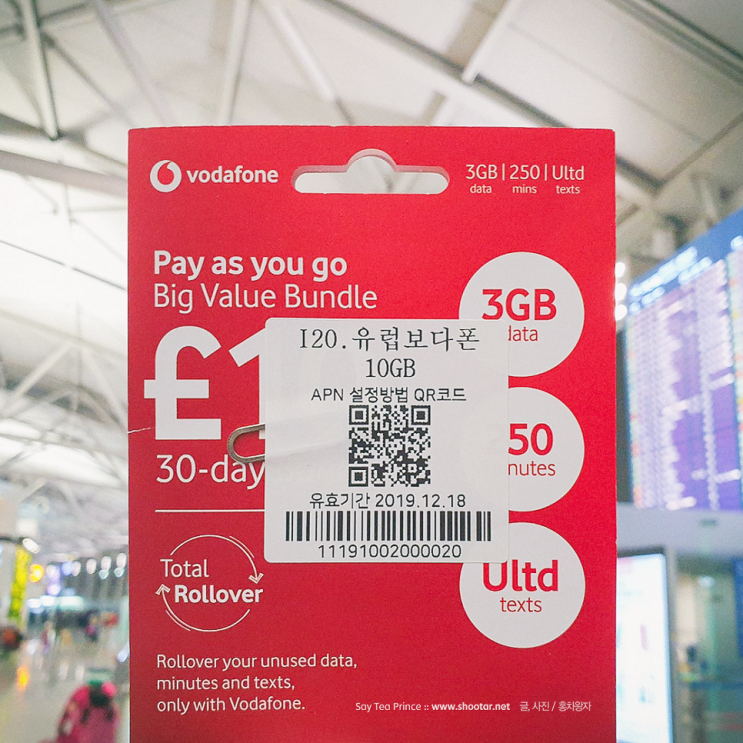 vodafone
3GB | 250 | Ultd
data mins texts
Pay as you go
Big Value Bundle
£1
30-day
3GB
data
I20.유럽보다폰
10GB
APN 설정방법 QR코드
유효기간 2019.12.18
11191002000020
50
nutes
Ultd
texts
Total
Rollover
Rollover your unused data,
minutes and texts,
only with Vodafone.
Say Tea Prince :: www.shootar.net 글, 사진 / 홍차왕자